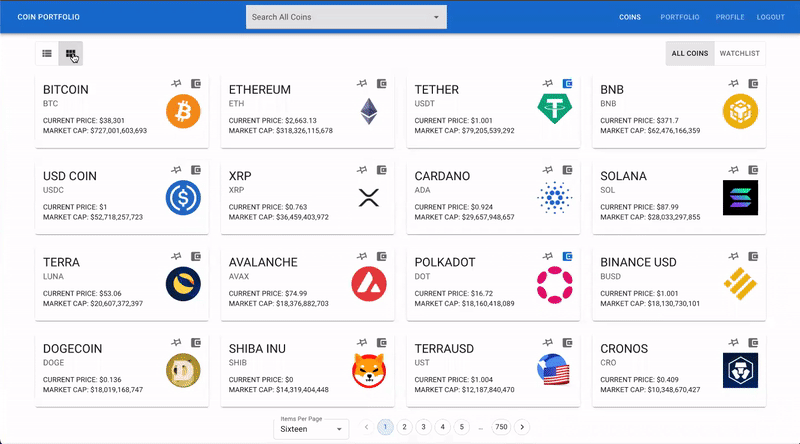 COIN PORTFOLIO
Search All Coins
COINS
PORTFOLIO
PROFILE
LOGOUT
ALL COINS
WATCHLIST
BITCOIN
BTC
CURRENT PRICE: $38,301
MARKET CAP: $727,001,603,693
ETHEREUM
ETH
CURRENT PRICE: $2,663.13
MARKET CAP: $318,326,115,678
TETHER
USDT
CURRENT PRICE: $1.001
MARKET CAP: $79,205,539,292
BNB
BNB
CURRENT PRICE: $371.7
MARKET CAP: $62,476,166,359
USD COIN
USDC
CURRENT PRICE: $1
MARKET CAP: $52,718,257,723
XRP
XRP
CURRENT PRICE: $0.763
MARKET CAP: $36,459,403,972
CARDANO
ADA
CURRENT PRICE: $0.924
MARKET CAP: $29,657,948,657
SOLANA
SOL
CURRENT PRICE: $87.99
MARKET CAP: $28,033,297,855
TERRA
LUNA
CURRENT PRICE: $53.06
MARKET CAP: $20,607,372,397
AVALANCHE
AVAX
CURRENT PRICE: $74.99
MARKET CAP: $18,376,882,703
POLKADOT
DOT
CURRENT PRICE: $16.72
MARKET CAP: $18,160,418,089
BINANCE USD
BUSD
CURRENT PRICE: $1.001
MARKET CAP: $18,130,730,101
DOGECOIN
DOGE
CURRENT PRICE: $0.136
MARKET CAP: $18,019,168,747
SHIBA INU
SHIB
CURRENT PRICE: $0
MARKET CAP: $14,319,404,448
TERRAUSD
UST
CURRENT PRICE: $1.004
MARKET CAP: $12,187,840,470
CRONOS
CRO
CURRENT PRICE: $0.409
MARKET CAP: $10,348,670,427
Items Per Page
Sixteen
1 2 3 4 5 ... 750